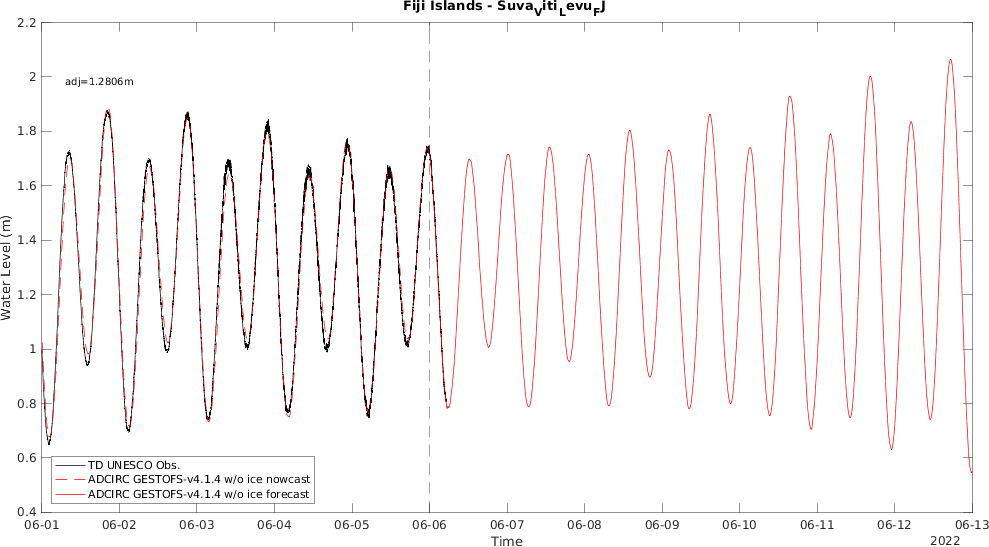 Fiji Islands - SuvaVitiLevuFJ
2.2
2
1.8
1.6
1.4
1.2
1
0.8
0.6
0.4
Water Level (m)
adj=1.2806m
TD UNESCO Obs.
ADCIRC GESTOFS-v4.1.4 w/o ice nowcast
ADCIRC GESTOFS-v4.1.4 w/o ice forecast
06-01 06-02 06-03 06-04 06-05 06-06 06-07 06-08 06-09 06-10 06-11 06-12 06-13
Time
2022